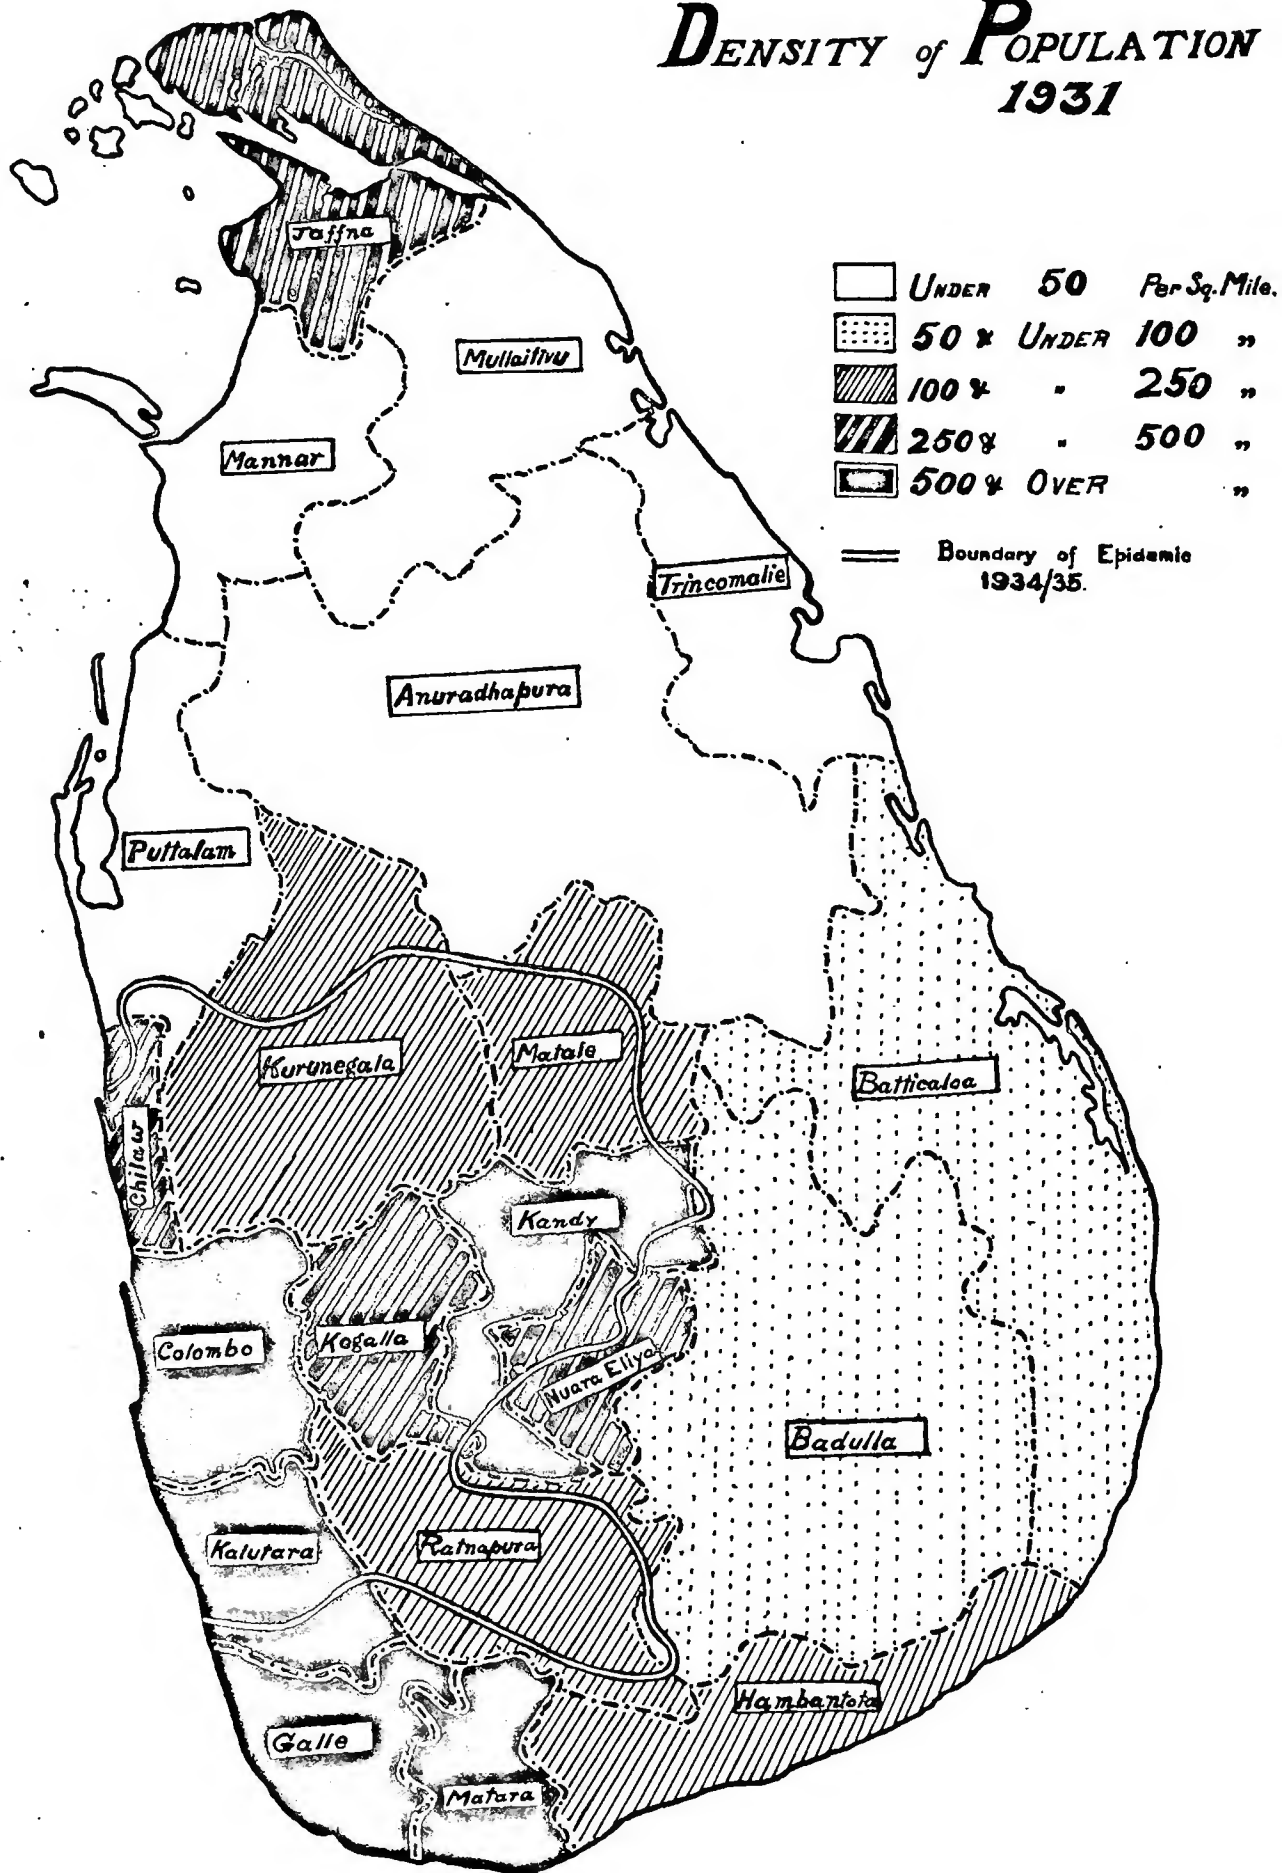 DENSITY of POPULATION
1931
Jaffna
UNDER 50 Per Sq. Mile.
50 & UNDER 100 „
Mullaitivu
100 & „ 250 „
250 & „ 500 „
Mannar
500 & OVER „
Boundary of Epidemic
1934/35.
Trincomalie
Anuradhapura
Puttalam
Kurunegala
Matale
Batticaloa
Chilaw
Kandy
Colombo
Kogalla
Nuara Eliya
Badulla
Kalutara
Ratnapura
Hambantota
Galle
Matara